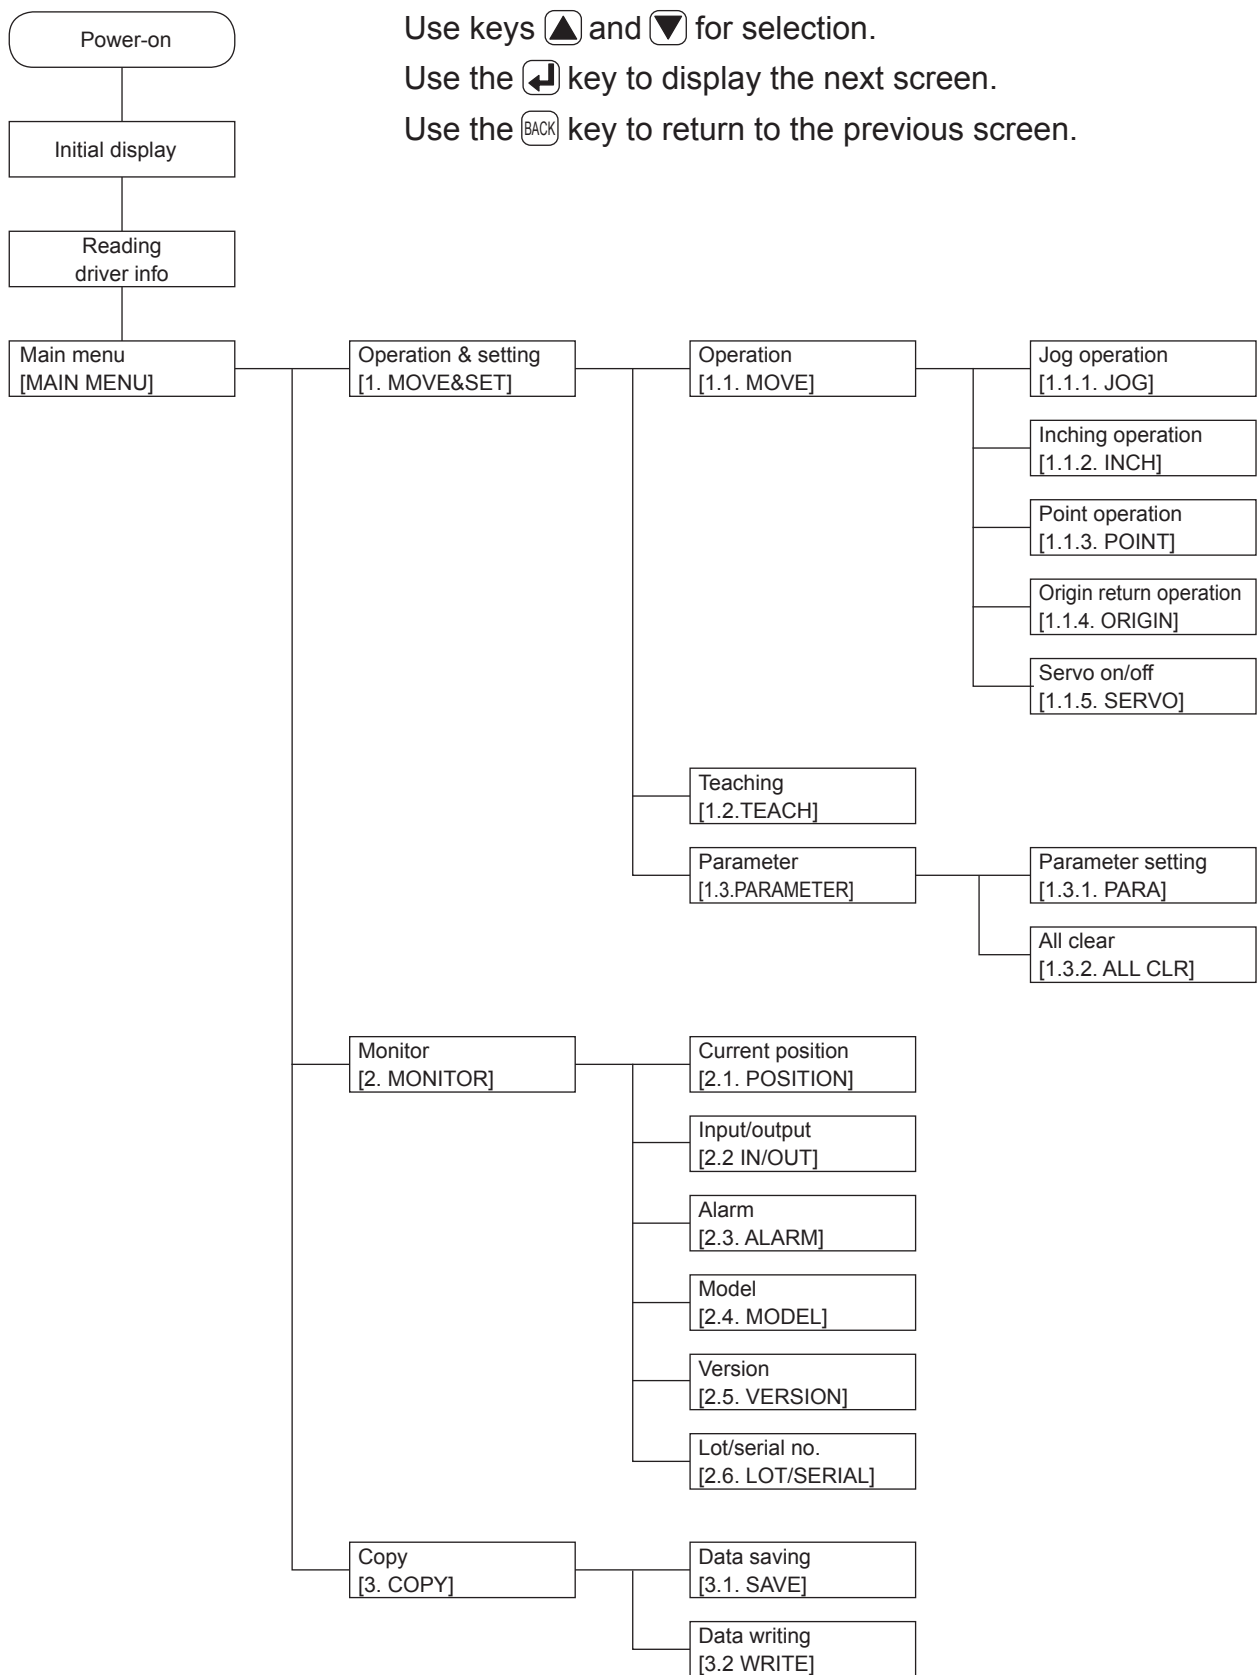 Use keys ▲ and ▼ for selection.
Use the ↵ key to display the next screen.
Use the BACK key to return to the previous screen.
Power-on
Initial display
Reading
driver info
Main menu
[MAIN MENU]
Operation & setting
[1. MOVE&SET]
Operation
[1.1. MOVE]
Jog operation
[1.1.1. JOG]
Inching operation
[1.1.2. INCH]
Point operation
[1.1.3. POINT]
Origin return operation
[1.1.4. ORIGIN]
Servo on/off
[1.1.5. SERVO]
Teaching
[1.2.TEACH]
Parameter
[1.3.PARAMETER]
Parameter setting
[1.3.1. PARA]
All clear
[1.3.2. ALL CLR]
Monitor
[2. MONITOR]
Current position
[2.1. POSITION]
Input/output
[2.2 IN/OUT]
Alarm
[2.3. ALARM]
Model
[2.4. MODEL]
Version
[2.5. VERSION]
Lot/serial no.
[2.6. LOT/SERIAL]
Copy
[3. COPY]
Data saving
[3.1. SAVE]
Data writing
[3.2 WRITE]